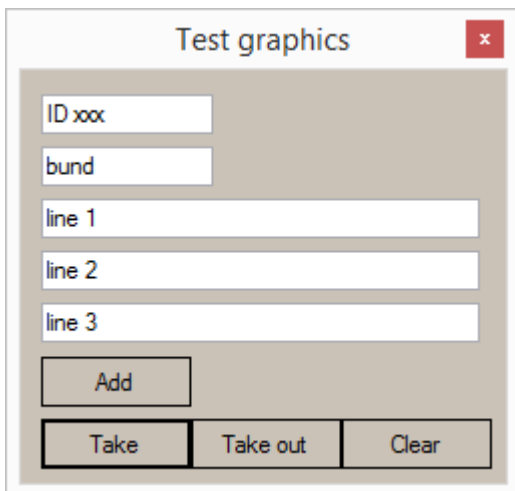 Test graphics x
ID xxx
bund
line 1
line 2
line 3
Add
Take Take out Clear